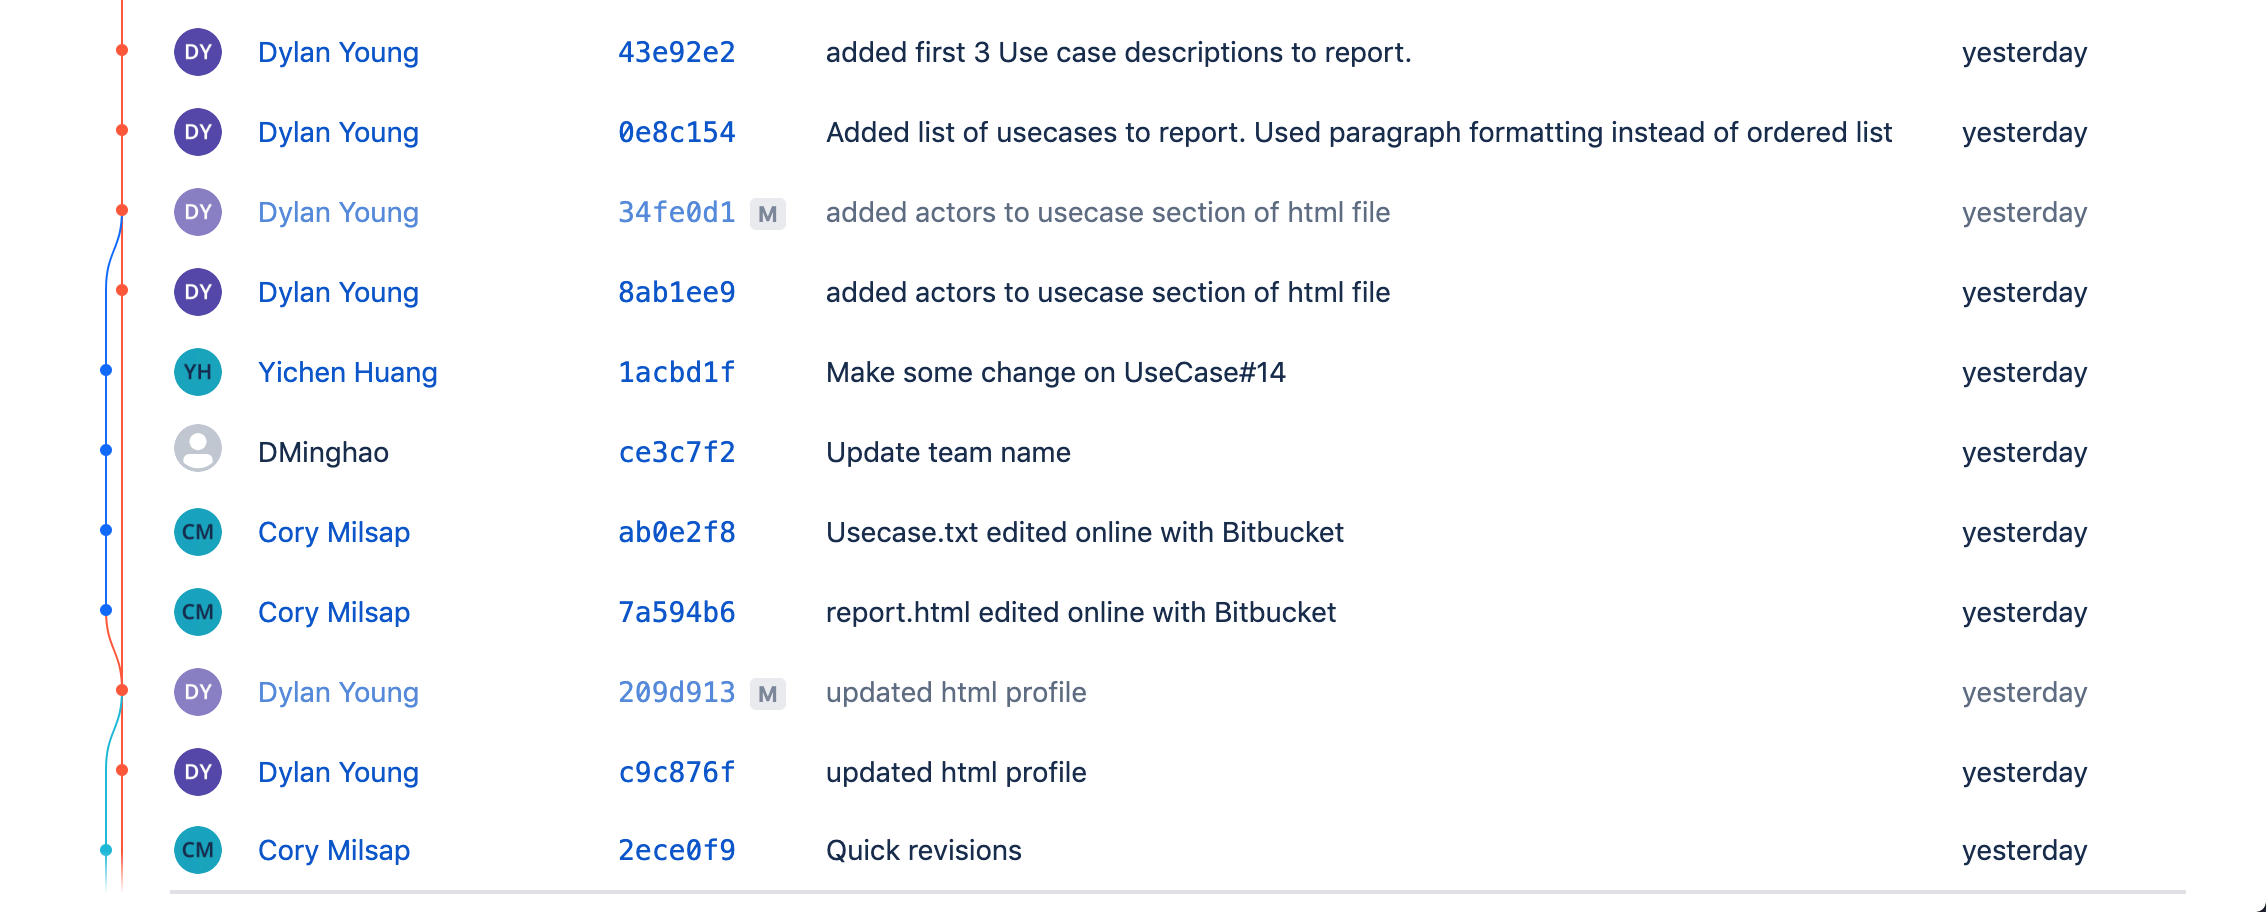 DY Dylan Young 43e92e2 added first 3 Use case descriptions to report. yesterday
DY Dylan Young 0e8c154 Added list of usecases to report. Used paragraph formatting instead of ordered list yesterday
DY Dylan Young 34fe0d1 M added actors to usecase section of html file yesterday
DY Dylan Young 8ab1ee9 added actors to usecase section of html file yesterday
YH Yichen Huang 1acbd1f Make some change on UseCase#14 yesterday
DMinghao ce3c7f2 Update team name yesterday
CM Cory Milsap ab0e2f8 Usecase.txt edited online with Bitbucket yesterday
CM Cory Milsap 7a594b6 report.html edited online with Bitbucket yesterday
DY Dylan Young 209d913 M updated html profile yesterday
DY Dylan Young c9c876f updated html profile yesterday
CM Cory Milsap 2ece0f9 Quick revisions yesterday